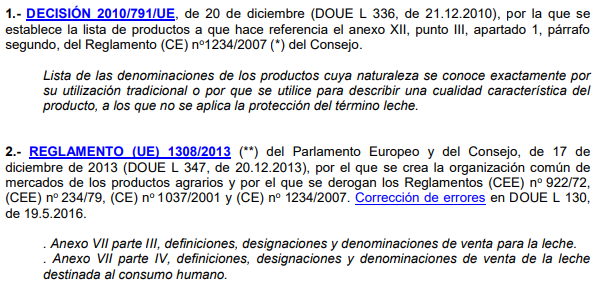 1.- DECISIÓN 2010/791/UE, de 20 de diciembre (DOUE L 336, de 21.12.2010), por la que se
establece la lista de productos a que hace referencia el anexo XII, punto III, apartado 1, párrafo
segundo, del Reglamento (CE) nº1234/2007 (*) del Consejo.
Lista de las denominaciones de los productos cuya naturaleza se conoce exactamente por
su utilización tradicional o por que se utilice para describir una cualidad característica del
producto, a los que no se aplica la protección del término leche.
2.- REGLAMENTO (UE) 1308/2013 (**) del Parlamento Europeo y del Consejo, de 17 de
diciembre de 2013 (DOUE L 347, de 20.12.2013), por el que se crea la organización común de
mercados de los productos agrarios y por el que se derogan los Reglamentos (CEE) nº 922/72,
(CEE) nº 234/79, (CE) nº 1037/2001 y (CE) nº 1234/2007. Corrección de errores en DOUE L 130,
de 19.5.2016.
. Anexo VII parte III, definiciones, designaciones y denominaciones de venta para la leche.
. Anexo VII parte IV, definiciones, designaciones y denominaciones de venta de la leche
destinada al consumo humano.